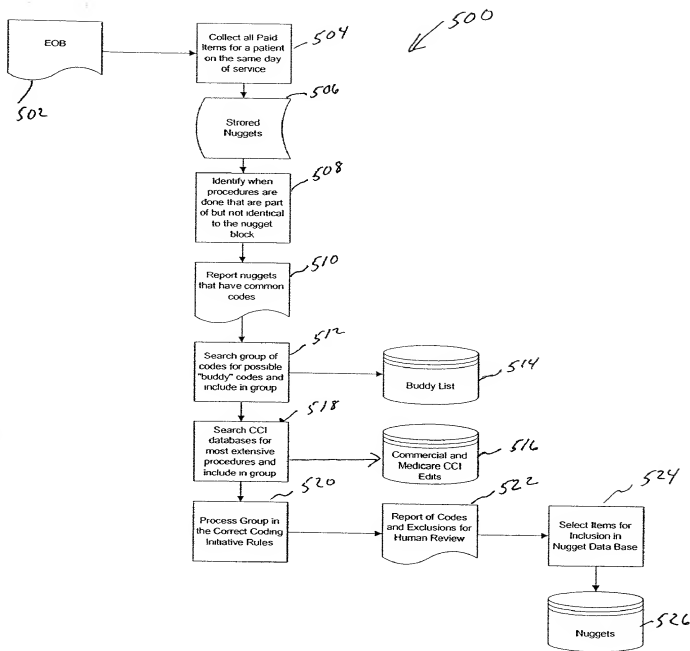 500
EOB
502
Collect all Paid
Items for a patient
on the same day
of service
504
506
Strored
Nuggets
508
Identify when
procedures are
done that are part
of but not identical
to the nugget
block
510
Report nuggets
that have common
codes
512
Search group of
codes for possible
"buddy" codes and
include in group
514
Buddy List
518
Search CCI
databases for
most extensive
procedures and
include in group
516
Commercial and
Medicare CCI
Edits
520
Process Group in
the Correct Coding
Initiative Rules
522
Report of Codes
and Exclusions for
Human Review
524
Select Items for
Inclusion in
Nugget Data Base
526
Nuggets